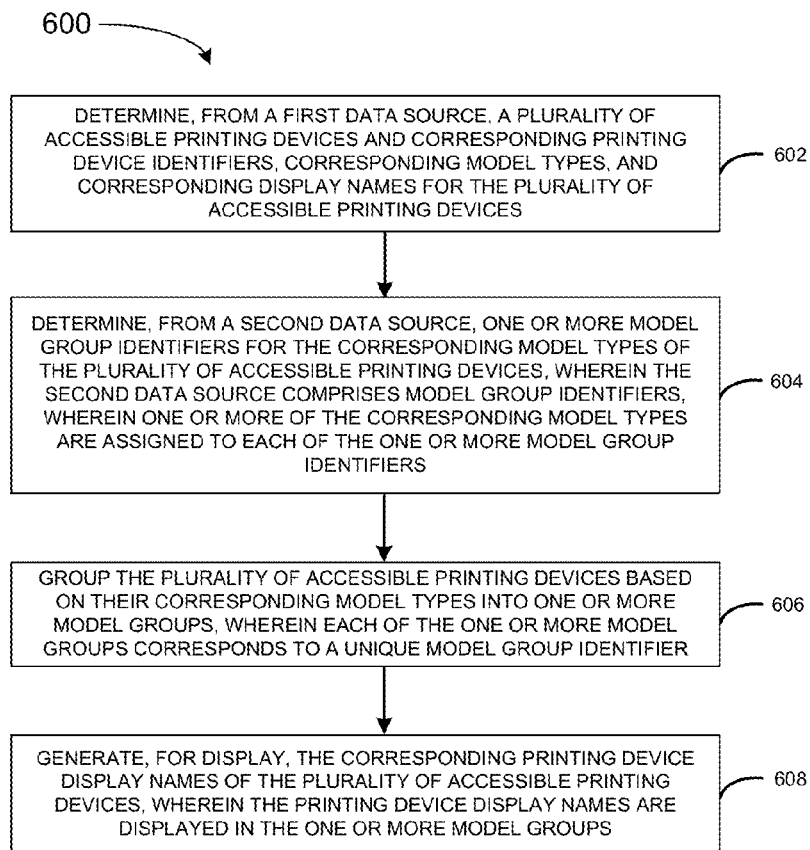 600
DETERMINE, FROM A FIRST DATA SOURCE, A PLURALITY OF
ACCESSIBLE PRINTING DEVICES AND CORRESPONDING PRINTING
DEVICE IDENTIFIERS, CORRESPONDING MODEL TYPES, AND
CORRESPONDING DISPLAY NAMES FOR THE PLURALITY OF
ACCESSIBLE PRINTING DEVICES
602
DETERMINE, FROM A SECOND DATA SOURCE, ONE OR MORE MODEL
GROUP IDENTIFIERS FOR THE CORRESPONDING MODEL TYPES OF
THE PLURALITY OF ACCESSIBLE PRINTING DEVICES, WHEREIN THE
SECOND DATA SOURCE COMPRISES MODEL GROUP IDENTIFIERS,
WHEREIN ONE OR MORE OF THE CORRESPONDING MODEL TYPES
ARE ASSIGNED TO EACH OF THE ONE OR MORE MODEL GROUP
IDENTIFIERS
604
GROUP THE PLURALITY OF ACCESSIBLE PRINTING DEVICES BASED
ON THEIR CORRESPONDING MODEL TYPES INTO ONE OR MORE
MODEL GROUPS, WHEREIN EACH OF THE ONE OR MORE MODEL
GROUPS CORRESPONDS TO A UNIQUE MODEL GROUP IDENTIFIER
606
GENERATE, FOR DISPLAY, THE CORRESPONDING PRINTING DEVICE
DISPLAY NAMES OF THE PLURALITY OF ACCESSIBLE PRINTING
DEVICES, WHEREIN THE PRINTING DEVICE DISPLAY NAMES ARE
DISPLAYED IN THE ONE OR MORE MODEL GROUPS
608